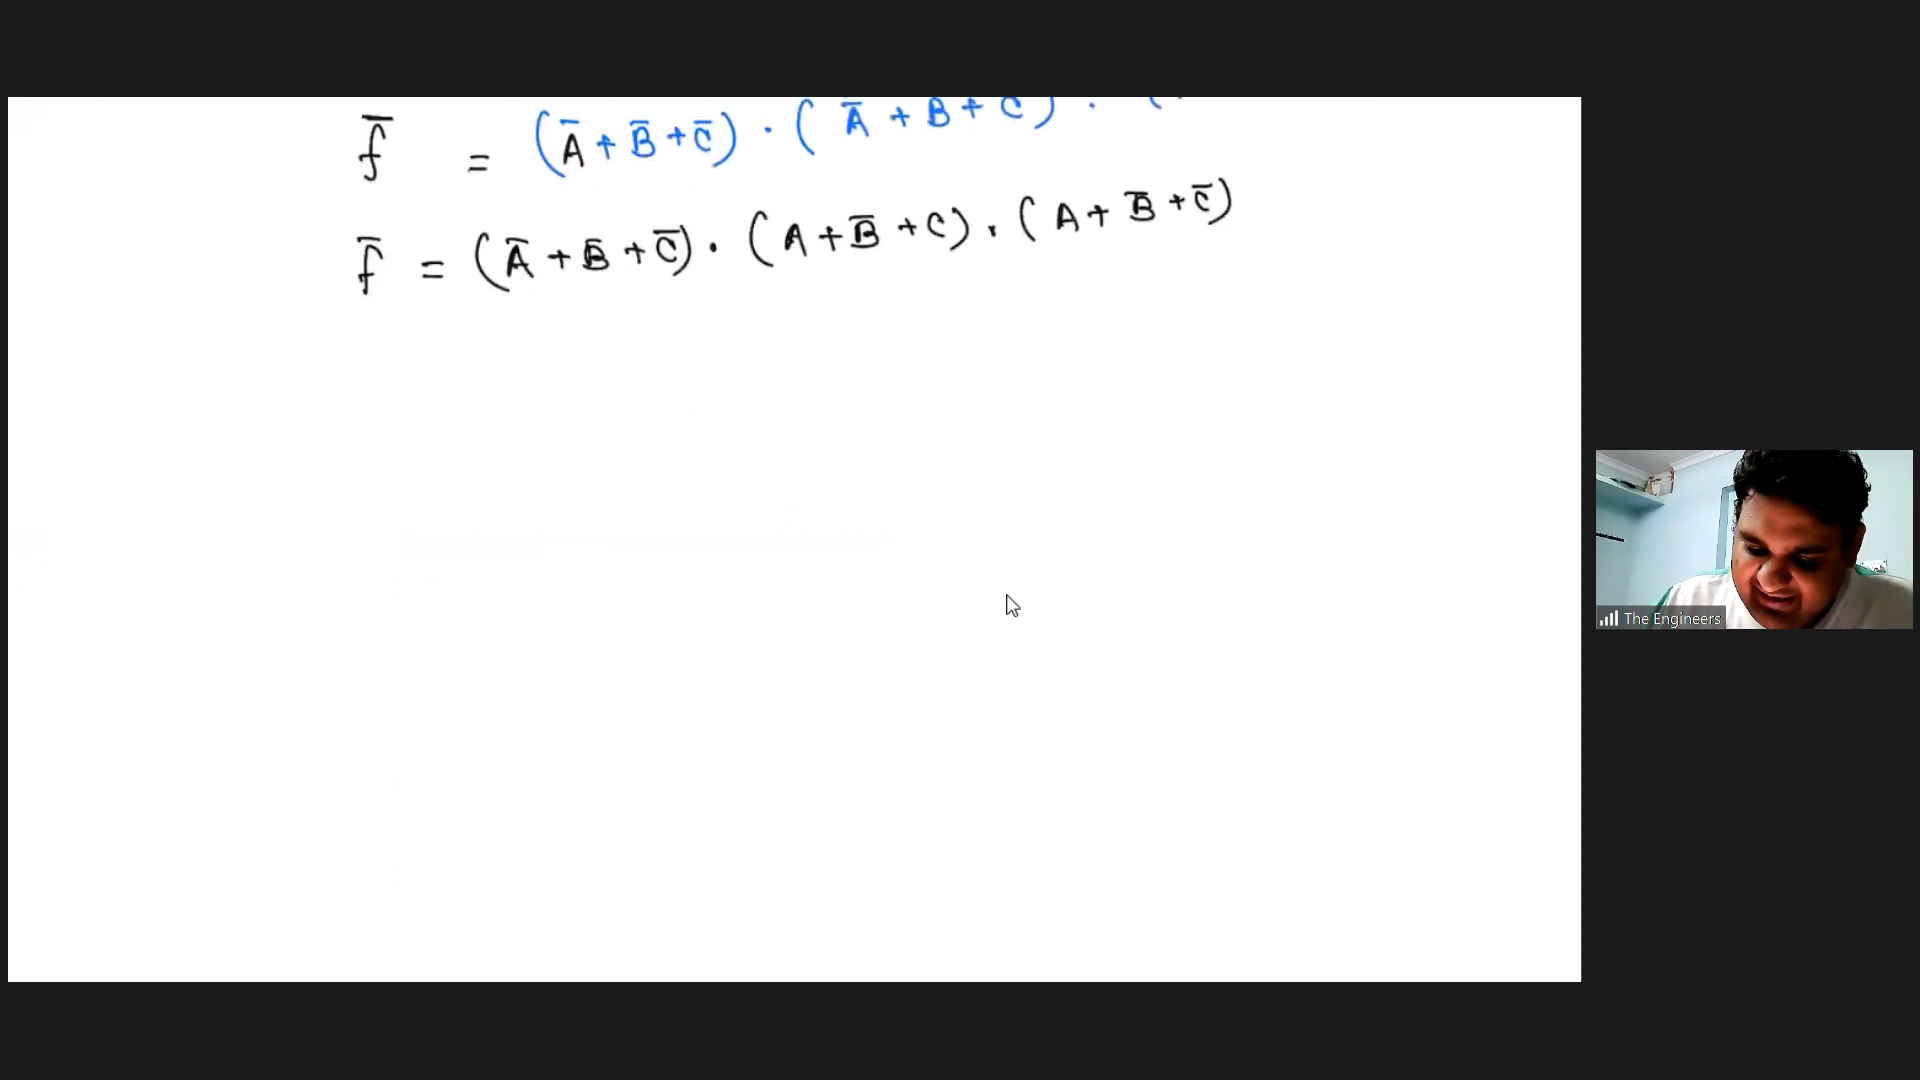 f̅ = (A̅ + B̅ + C̅) · ( A̅ + B + C ) · (
f̅ = (A̅ + B̅ + C̅) · (A + B̅ + C) · (A + B̅ + C̅)
The Engineers